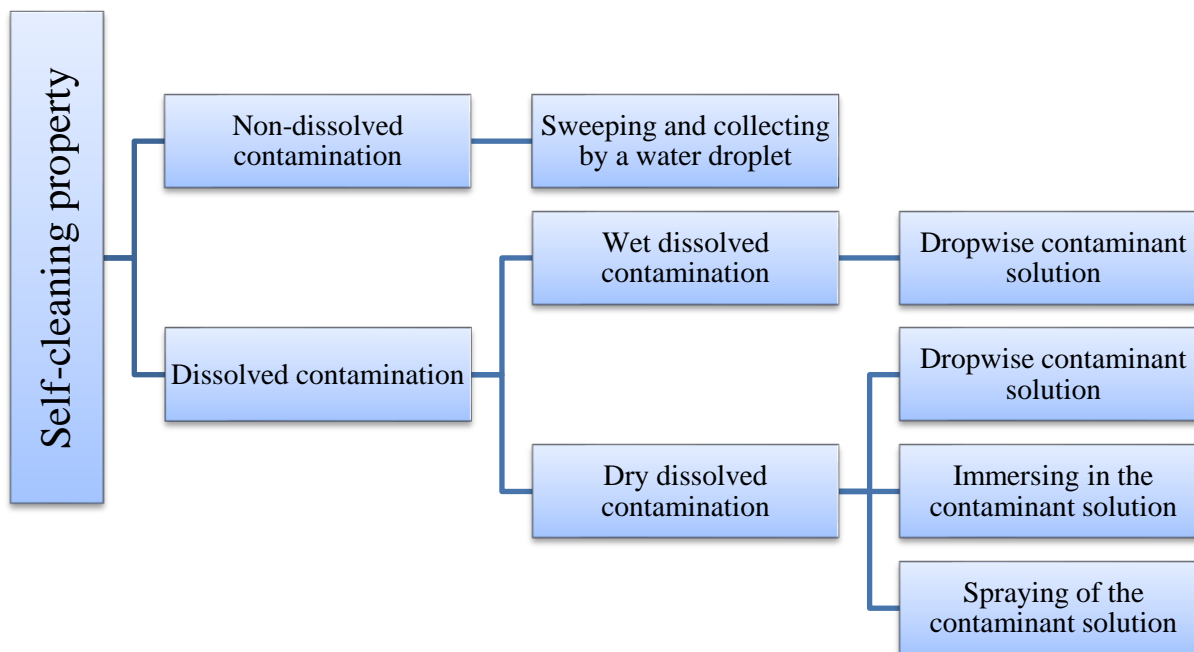 Self-cleaning property
Non-dissolved
contamination
Sweeping and collecting
by a water droplet
Dissolved contamination
Wet dissolved
contamination
Dropwise contaminant
solution
Dry dissolved
contamination
Dropwise contaminant
solution
Immersing in the
contaminant solution
Spraying of the
contaminant solution